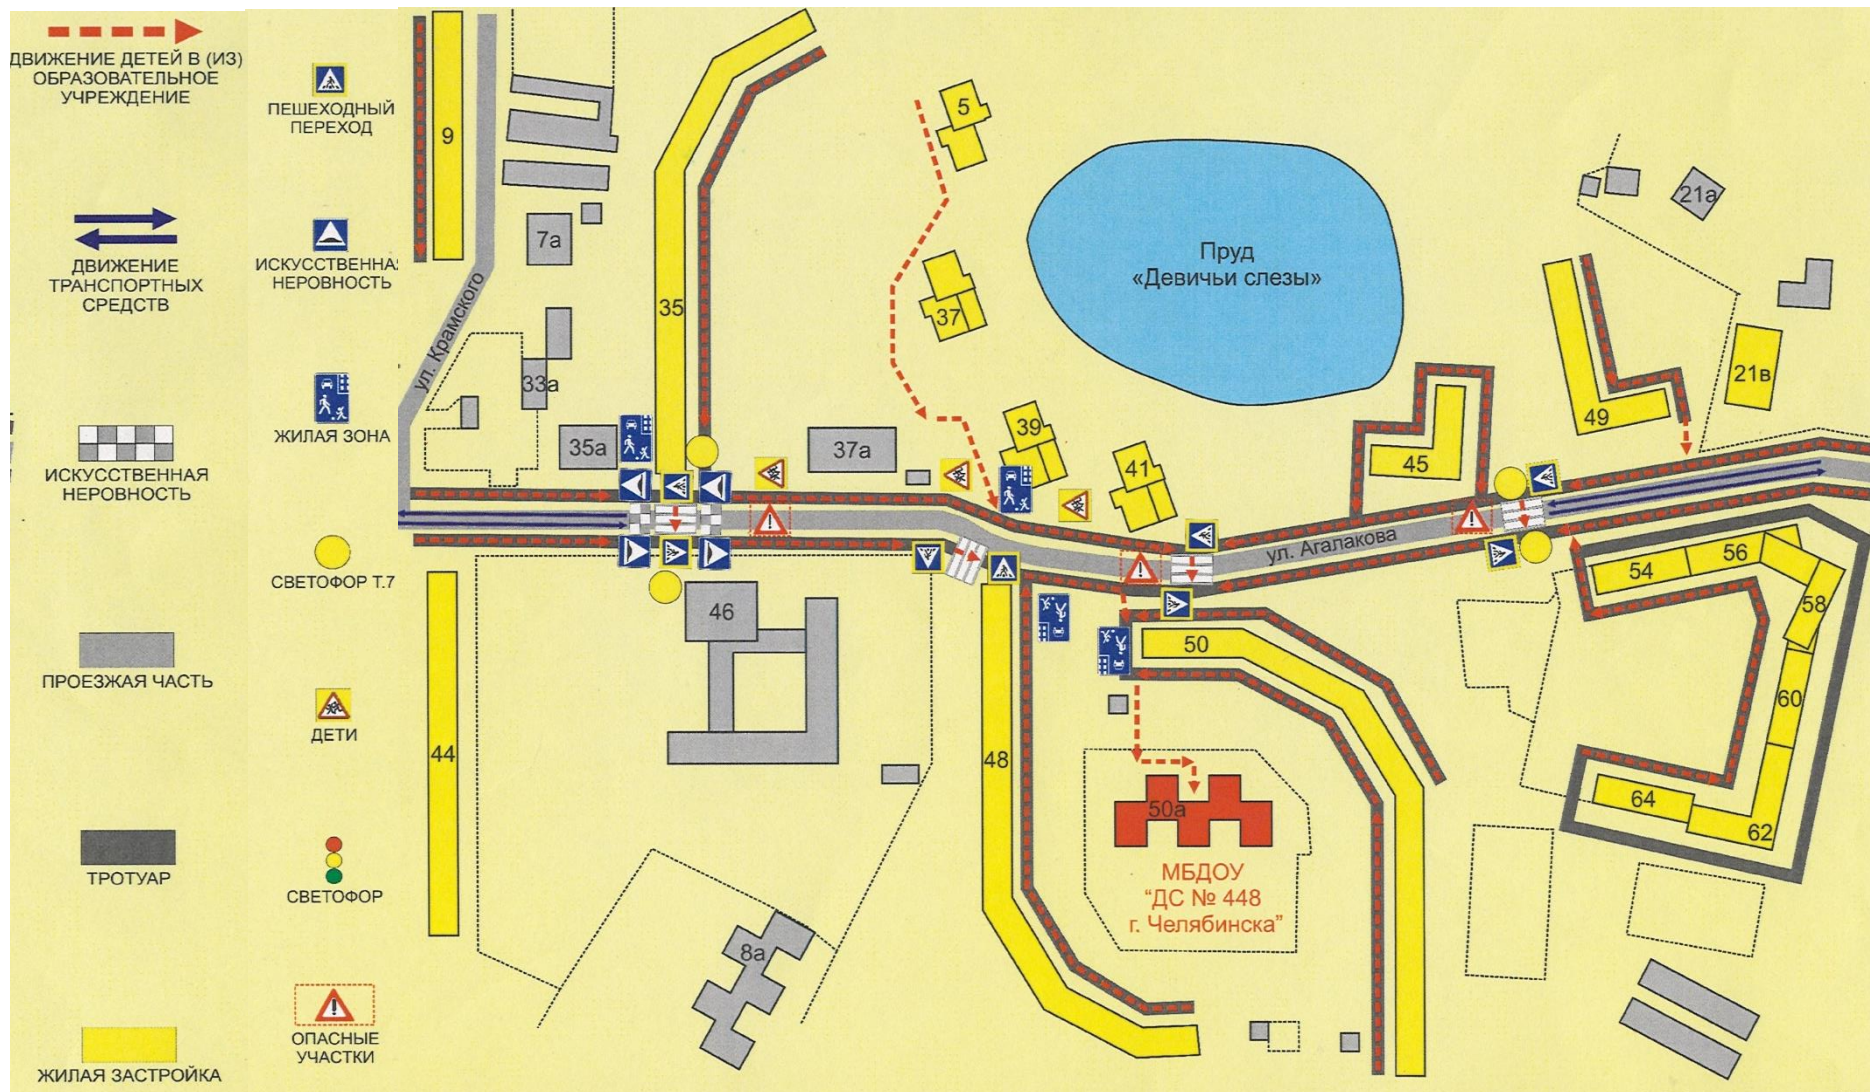 ДВИЖЕНИЕ ДЕТЕЙ В (ИЗ)
ОБРАЗОВАТЕЛЬНОЕ
УЧРЕЖДЕНИЕ
ДВИЖЕНИЕ
ТРАНСПОРТНЫХ
СРЕДСТВ
ИСКУССТВЕННАЯ
НЕРОВНОСТЬ
ПРОЕЗЖАЯ ЧАСТЬ
ТРОТУАР
ЖИЛАЯ ЗАСТРОЙКА
ПЕШЕХОДНЫЙ
ПЕРЕХОД
ИСКУССТВЕННАЯ
НЕРОВНОСТЬ
ЖИЛАЯ ЗОНА
СВЕТОФОР Т.7
ДЕТИ
СВЕТОФОР
ОПАСНЫЕ
УЧАСТКИ
9
5
7а
21а
Пруд
«Девичьи слезы»
35
37
ул. Крамского
33а
21в
49
39
35а
37а
41
45
ул. Агалакова
54
56
58
46
50
60
44
48
64
62
50а
МБДОУ
“ДС № 448
г. Челябинска”
8а